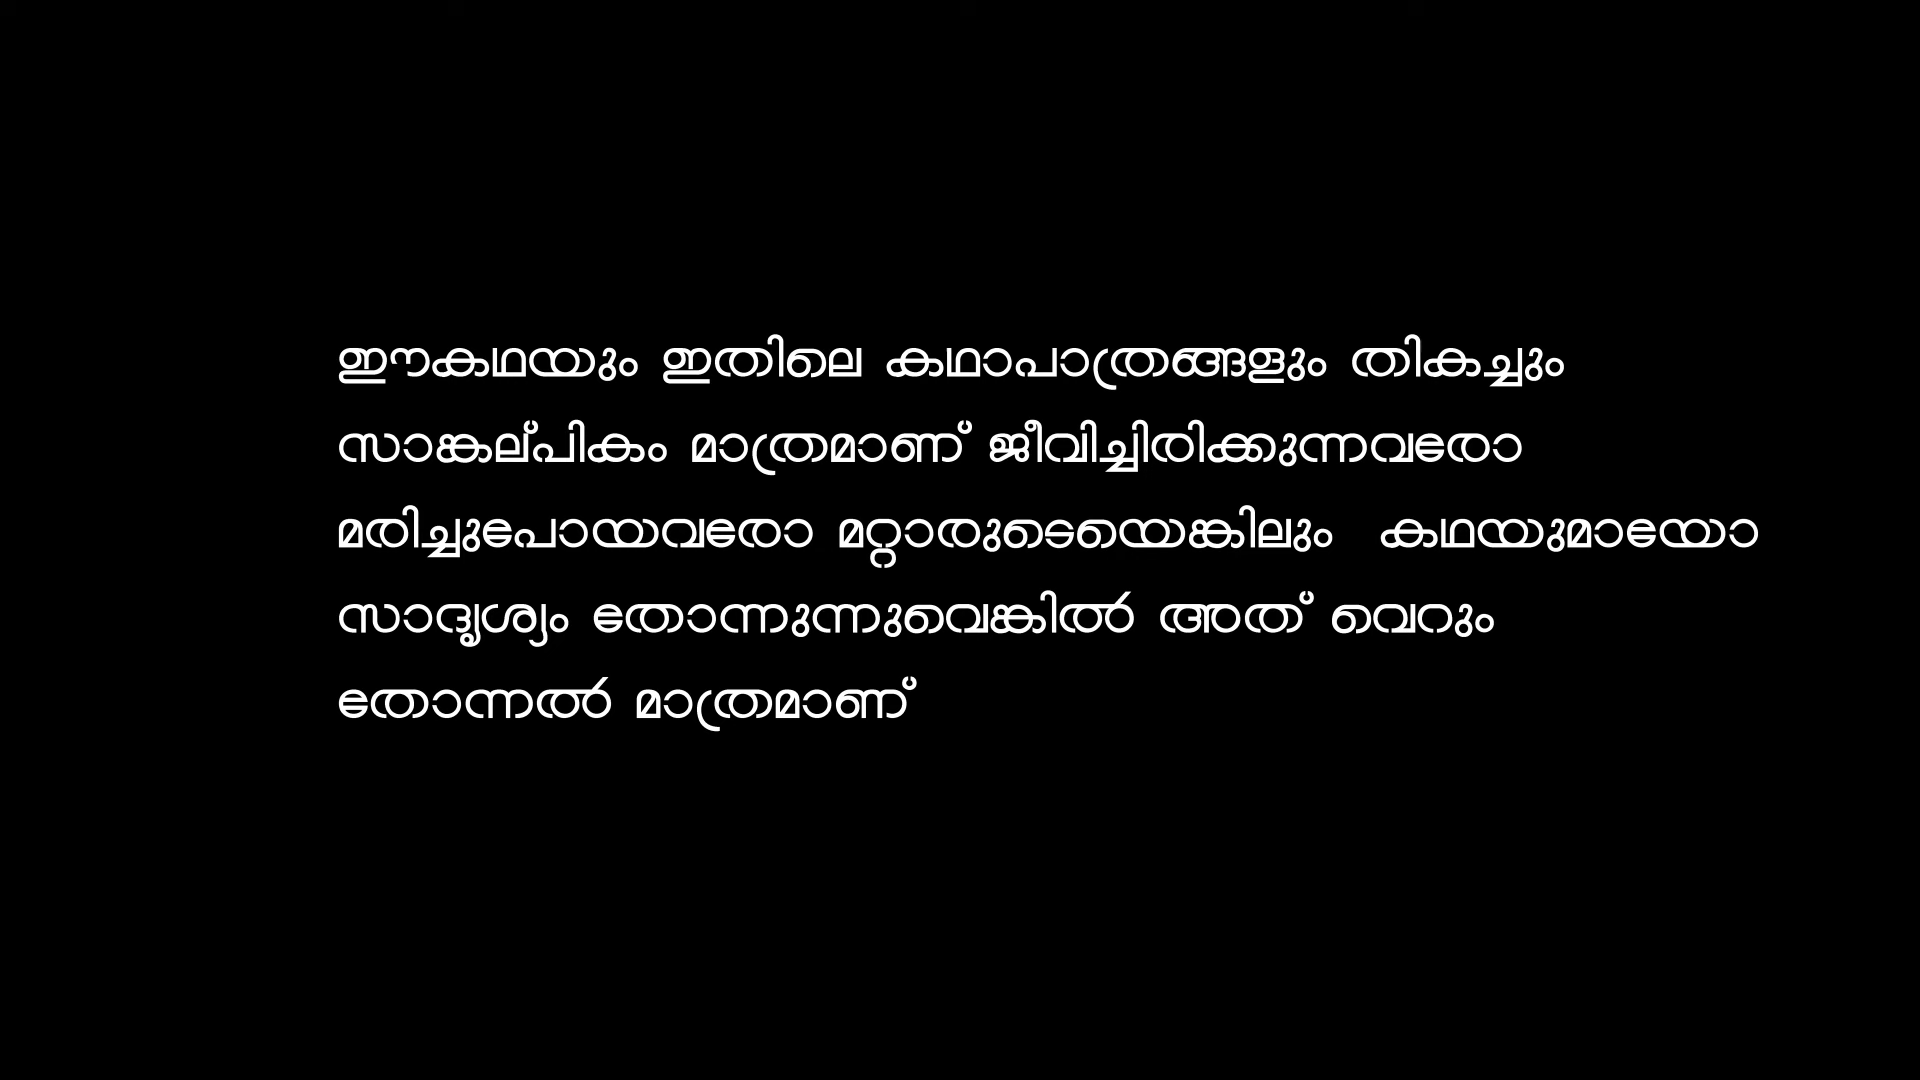 ഈകഥയും ഇതിലെ കഥാപാത്രങ്ങളും തികച്ചും
സാങ്കല്പികം മാത്രമാണ് ജീവിച്ചിരിക്കുന്നവരോ
മരിച്ചുപോയവരോ മറ്റാരുടെയെങ്കിലും കഥയുമായോ
സാദൃശ്യം തോന്നുന്നുവെങ്കിൽ അത് വെറും
തോന്നൽ മാത്രമാണ്